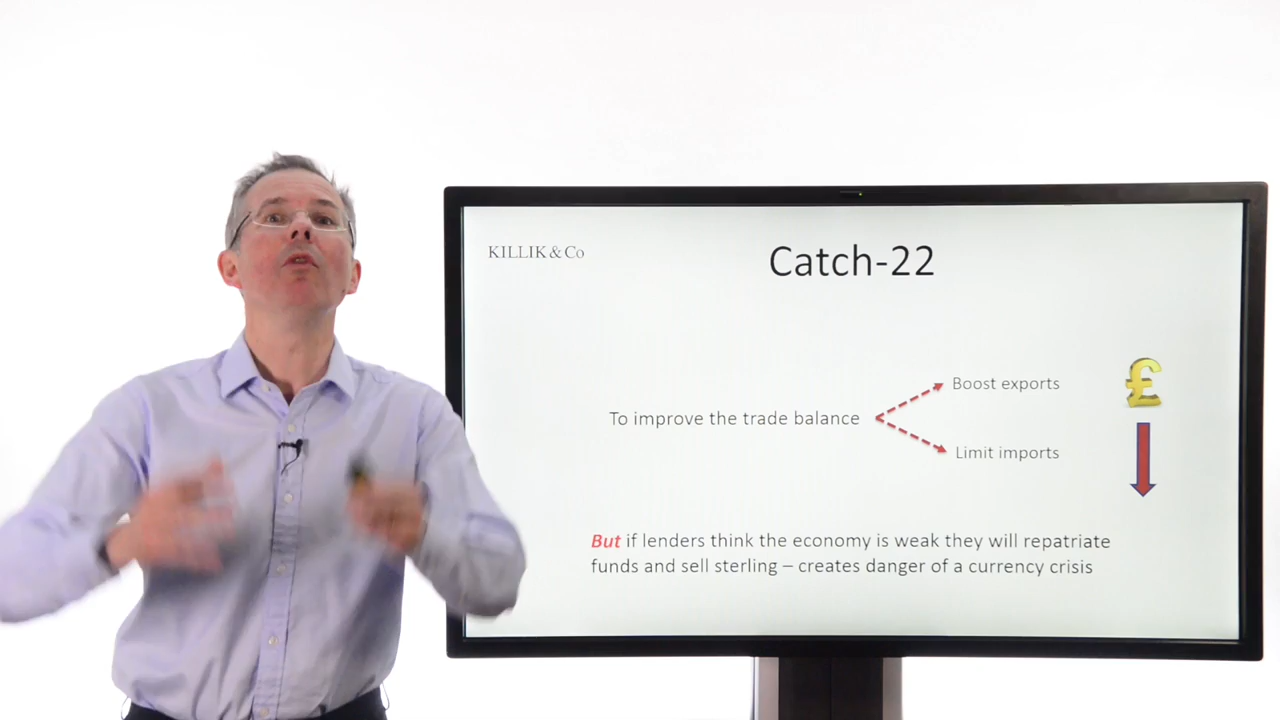 KILLIK & Co
Catch-22
Boost exports
To improve the trade balance
Limit imports
£
But if lenders think the economy is weak they will repatriate
funds and sell sterling – creates danger of a currency crisis